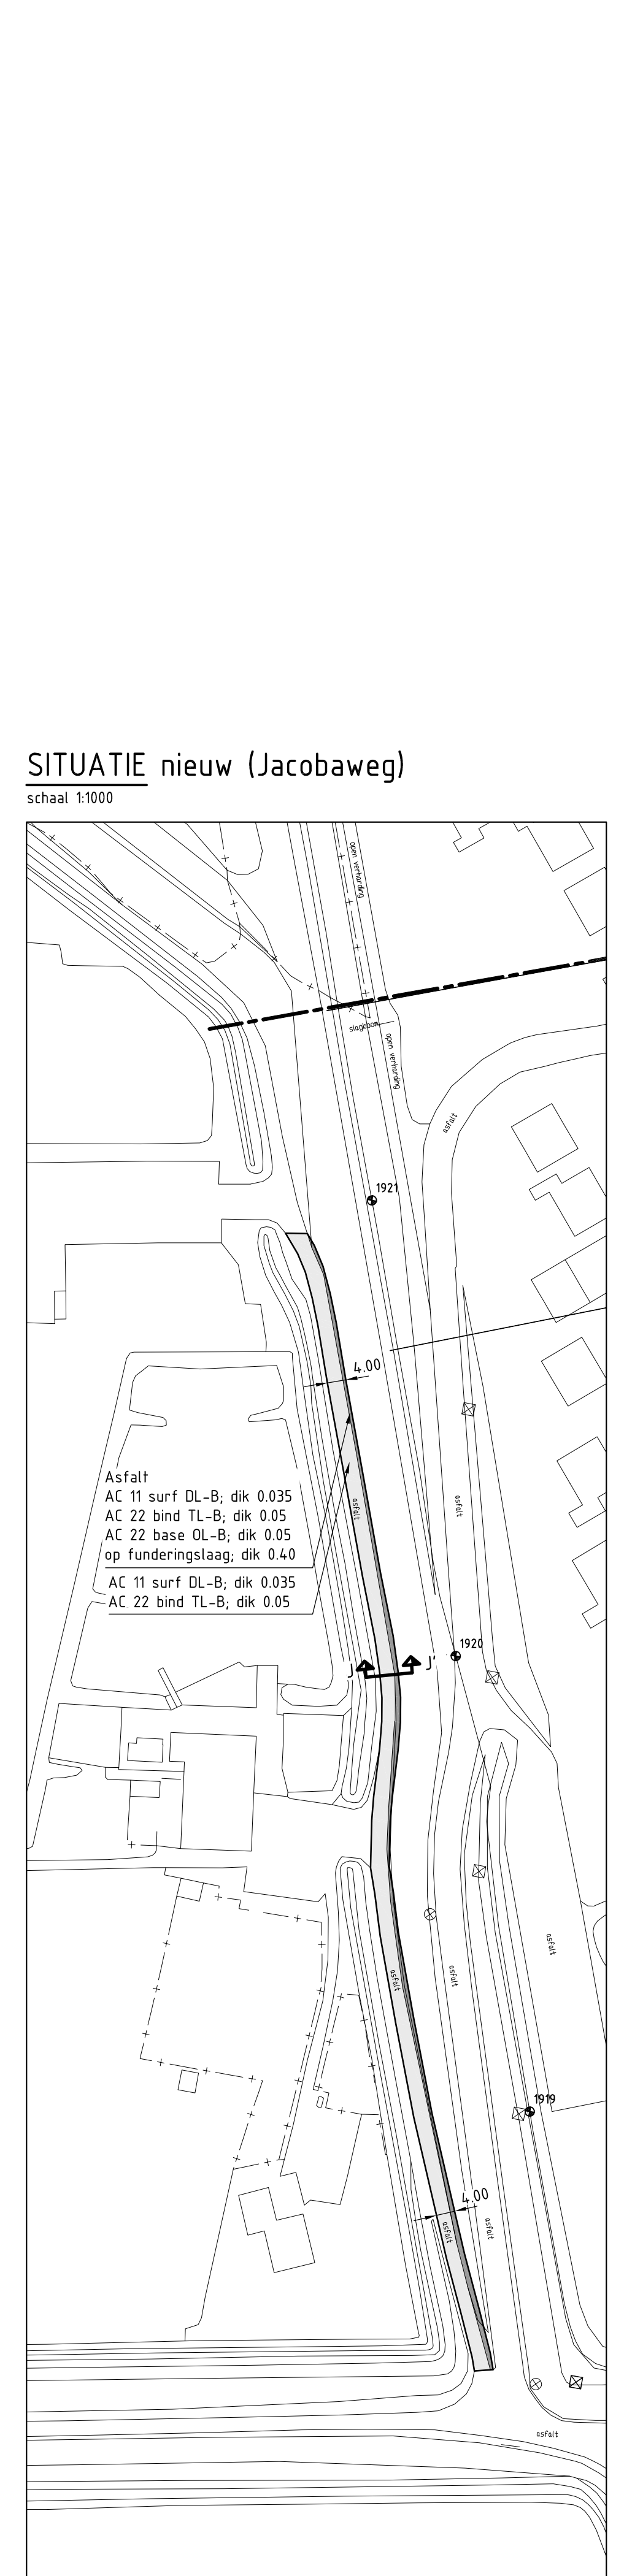 SITUATIE nieuw (Jacobaweg)
schaal 1:1000
open verharding
slagboom
open verharding
asfalt
1921
4.00
Asfalt
AC 11 surf DL-B; dik 0.035
AC 22 bind TL-B; dik 0.05
AC 22 base OL-B; dik 0.05
op funderingslaag; dik 0.40
AC 11 surf DL-B; dik 0.035
AC 22 bind TL-B; dik 0.05
asfalt
asfalt
1920
J
J'
asfalt
asfalt
asfalt
1919
4.00
asfalt
asfalt
asfalt